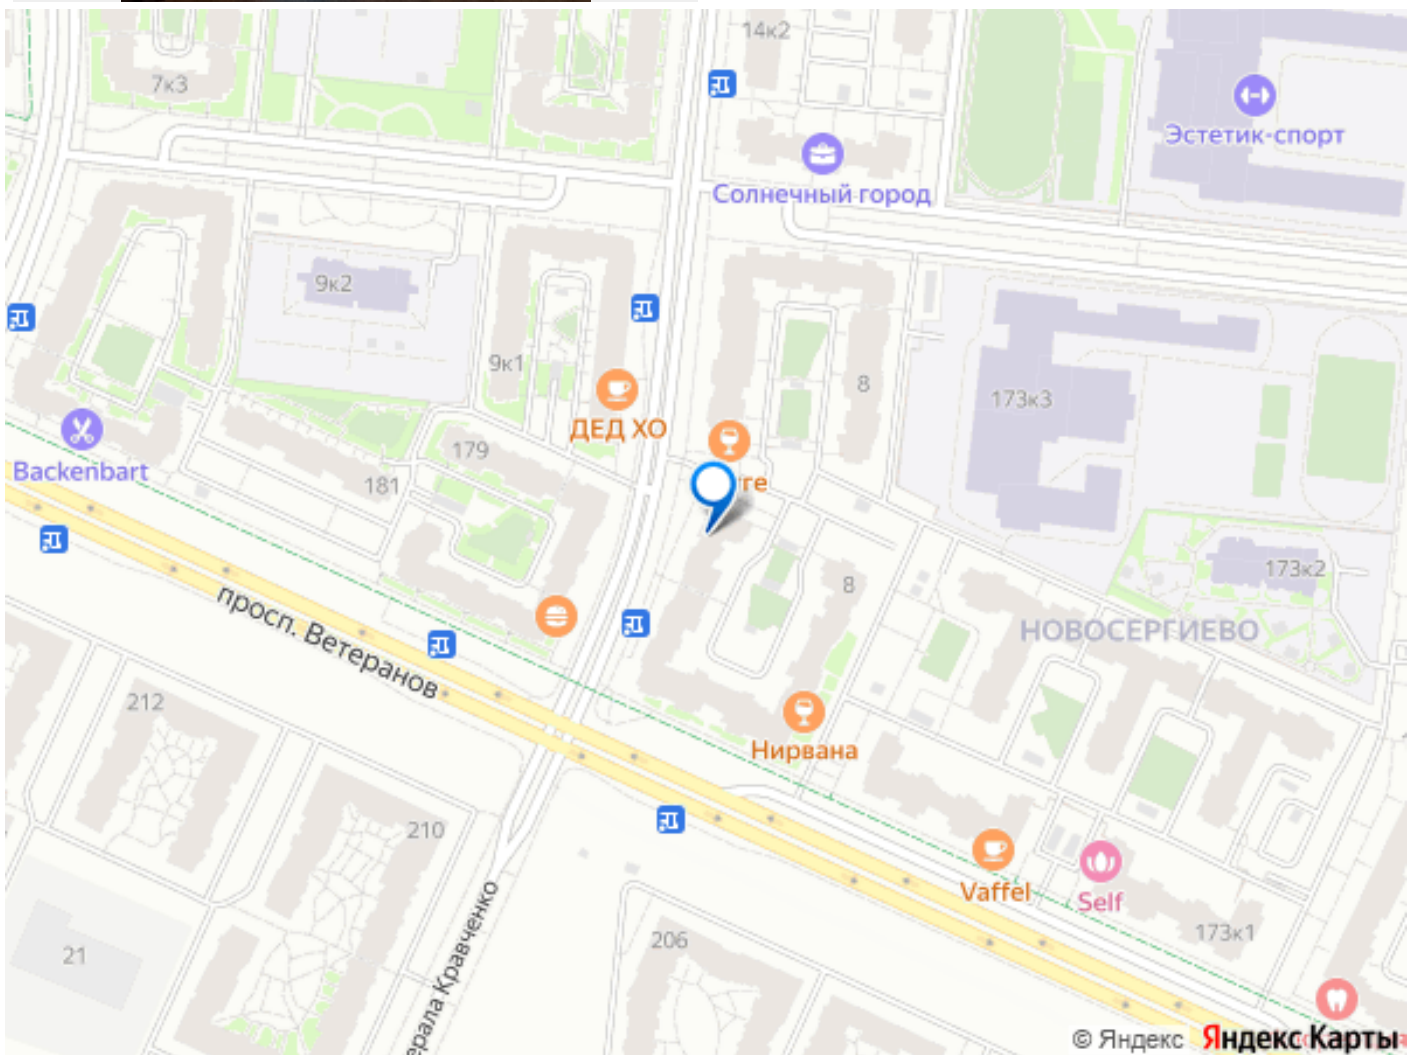 14к2
7к3
Эстетик-спорт
Солнечный город
9к2
9к1
8
173к3
ДЕД ХО
Backenbart
179
181
173к2
8
НОВОСЕРГИЕВО
просп. Ветеранов
212
Нирвана
210
Vaffel
Self
173к1
206
21
ерала Кравченко
© Яндекс Яндекс Карты